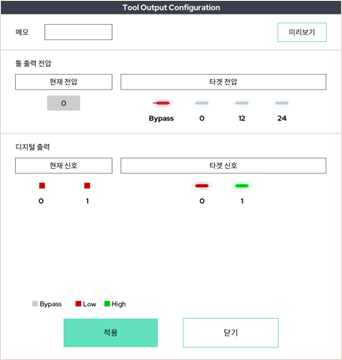 Tool Output Configuration
메모
미리보기
툴 출력 전압
현재 전압 타겟 전압
0
Bypass 0 12 24
디지털 출력
현재 신호 타겟 신호
0 1 0 1
Bypass Low High
적용 닫기